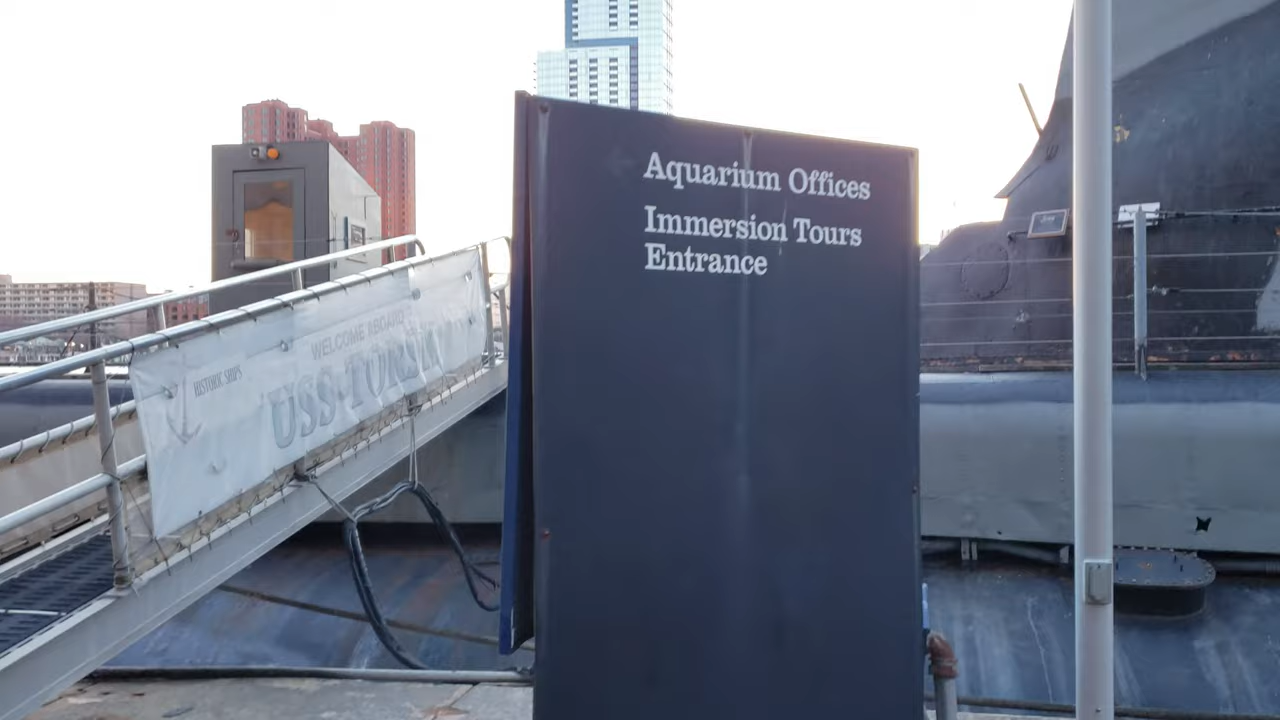 HISTORIC SHIPS
WELCOME ABOARD
USS TORSK
Aquarium Offices
Immersion Tours
Entrance